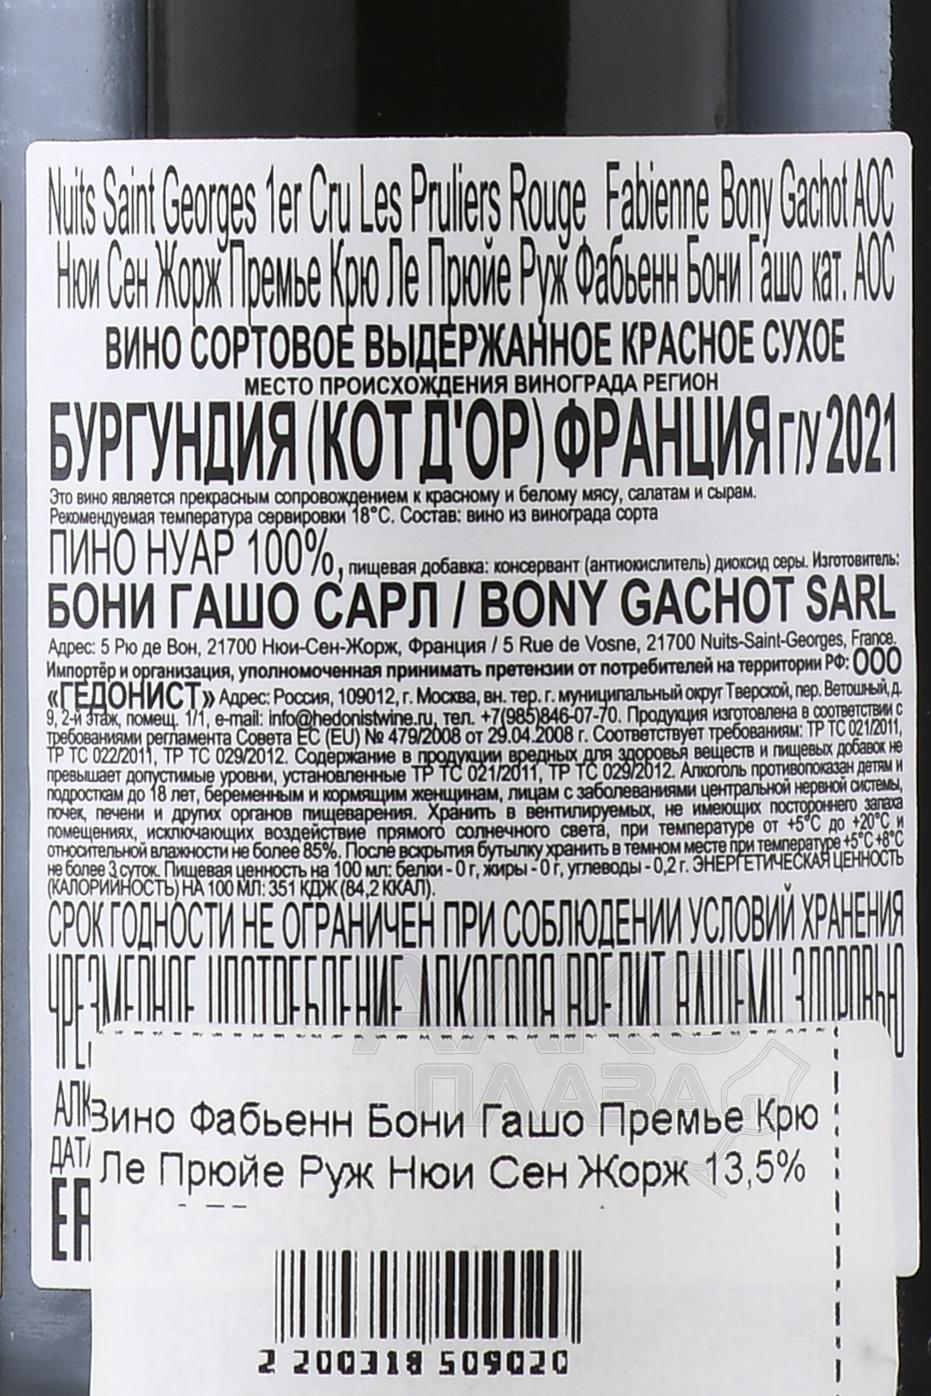 Nuits Saint Georges 1er Cru Les Pruliers Rouge Fabienne Bony Gachot AOC
Нюи Сен Жорж Премье Крю Ле Прюйе Руж Фабьенн Бони Гашо кат. АОС
ВИНО СОРТОВОЕ ВЫДЕРЖАННОЕ КРАСНОЕ СУХОЕ
МЕСТО ПРОИСХОЖДЕНИЯ ВИНОГРАДА РЕГИОН
БУРГУНДИЯ (КОТ Д'ОР) ФРАНЦИЯ Г/У 2021
Это вино является прекрасным сопровождением к красному и белому мясу, салатам и сырам.
Рекомендуемая температура сервировки 18°С. Состав: вино из винограда сорта
ПИНО НУАР 100%, пищевая добавка: консервант (антиокислитель) диоксид серы. Изготовитель:
БОНИ ГАШО САРЛ / BONY GACHOT SARL
Адрес: 5 Рю де Вон, 21700 Нюи-Сен-Жорж, Франция / 5 Rue de Vosne, 21700 Nuits-Saint-Georges, France.
Импортёр и организация, уполномоченная принимать претензии от потребителей на территории РФ: ООО
«ГЕДОНИСТ» Адрес: Россия, 109012, г. Москва, вн. тер. г. муниципальный округ Тверской, пер. Ветошный, д.
9, 2-й этаж, помещ. 1/1, e-mail: info@hedonistwine.ru, тел. +7(985)846-07-70. Продукция изготовлена в соответствии с
требованиями регламента Совета ЕС (EU) № 479/2008 от 29.04.2008 г. Соответствует требованиям: ТР ТС 021/2011,
ТР ТС 022/2011, ТР ТС 029/2012. Содержание в продукции вредных для здоровья веществ и пищевых добавок не
превышает допустимые уровни, установленные ТР ТС 021/2011, ТР ТС 029/2012. Алкоголь противопоказан детям и
подросткам до 18 лет, беременным и кормящим женщинам, лицам с заболеваниями центральной нервной системы,
почек, печени и других органов пищеварения. Хранить в вентилируемых, не имеющих постороннего запаха
помещениях, исключающих воздействие прямого солнечного света, при температуре от +5°С до +20°С и
относительной влажности не более 85%. После вскрытия бутылку хранить в темном месте при температуре +5°С +8°С
не более 3 суток. Пищевая ценность на 100 мл: белки - 0 г, жиры - 0 г, углеводы - 0,2 г. ЭНЕРГЕТИЧЕСКАЯ ЦЕННОСТЬ
(КАЛОРИЙНОСТЬ) НА 100 МЛ: 351 КДЖ (84,2 ККАЛ).
СРОК ГОДНОСТИ НЕ ОГРАНИЧЕН ПРИ СОБЛЮДЕНИИ УСЛОВИЙ ХРАНЕНИЯ
ЧРЕЗМЕРНОЕ УПОТРЕБЛЕНИЕ АЛКОГОЛЯ ВРЕДИТ ВАШЕМУ ЗДОРОВЬЮ
АЛКО ПЛАЗА
Вино Фабьенн Бони Гашо Премье Крю
Ле Прюйе Руж Нюи Сен Жорж 13,5%
2 200318 509020